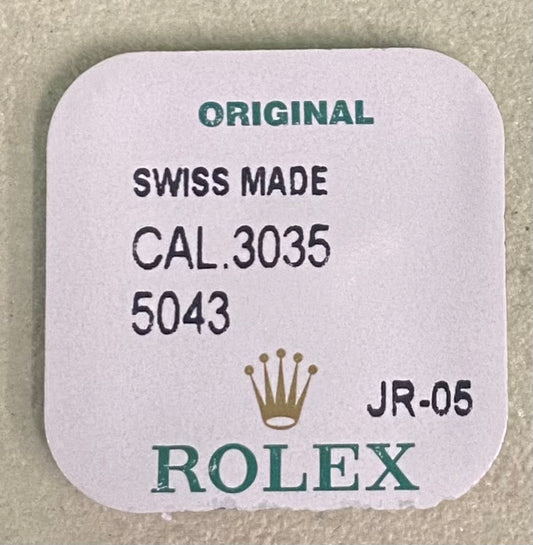 ORIGINAL
SWISS MADE
CAL.3035
5043
JR-05
ROLEX